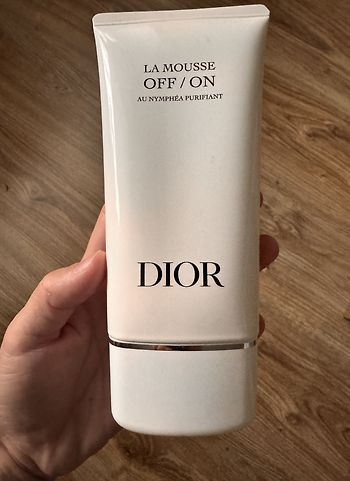 LA MOUSSE
OFF / ON
AU NYMPHÉA PURIFIANT
DIOR